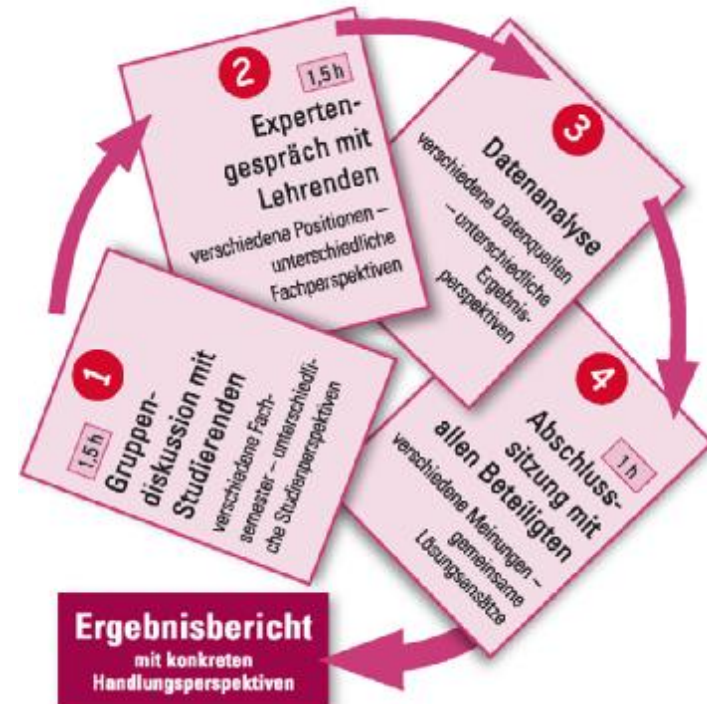 1
1,5 h
Gruppen-
diskussion mit
Studierenden
verschiedene Fach-
semester – unterschiedli-
che Studienperspektiven
2
1,5 h
Experten-
gespräch mit
Lehrenden
verschiedene Positionen –
unterschiedliche
Fachperspektiven
3
Datenanalyse
verschiedene Datenquellen
– unterschiedliche
Ergebnis-
perspektiven
4
1 h
Abschluss-
sitzung mit
allen Beteiligten
verschiedene Meinungen –
gemeinsame
Lösungsansätze
Ergebnisbericht
mit konkreten
Handlungsperspektiven